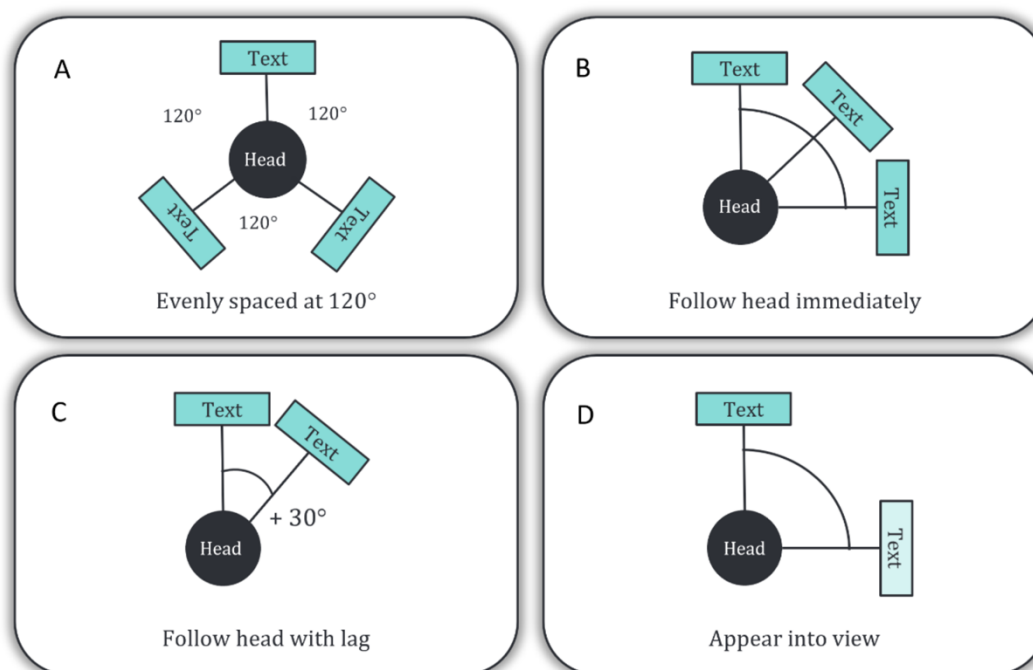 A
Text
120°
120°
Head
Text
120°
Text
Evenly spaced at 120°
B
Text
Text
Head
Text
Follow head immediately
C
Text
Text
+ 30°
Head
Follow head with lag
D
Text
Head
Text
Appear into view